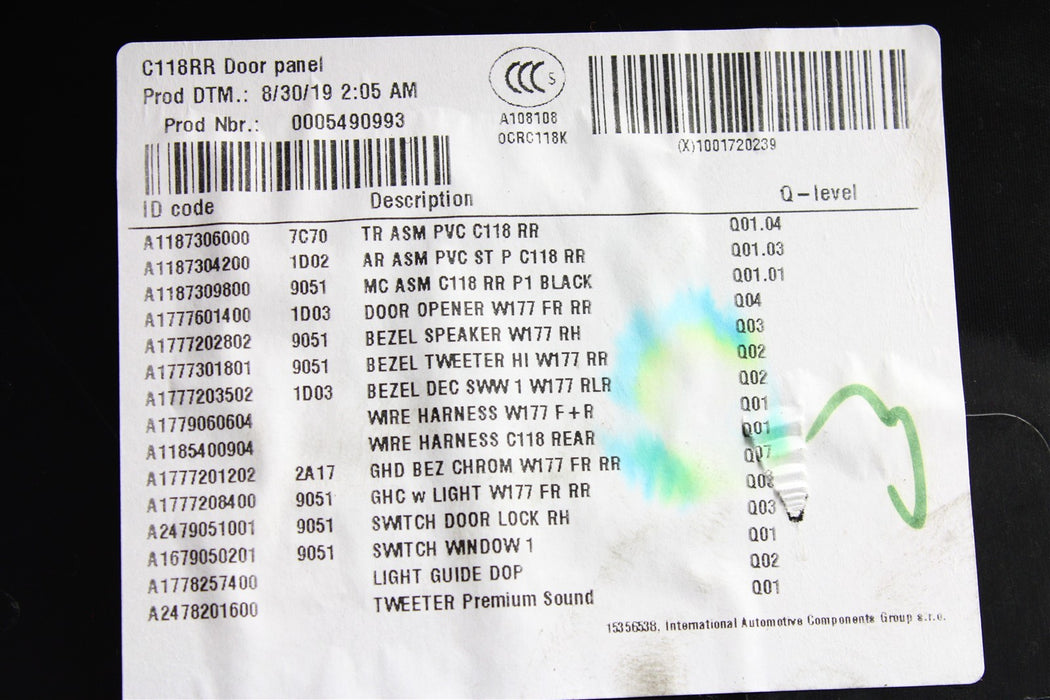 C118RR Door panel
Prod DTM.: 8/30/19 2:05 AM
Prod Nbr.: 0005490993
CCC S
A108108
0CRC118K
(X)1001720239
ID code Description Q-level
A1187306000 7C70 TR ASM PVC C118 RR Q01.04
A1187304200 1D02 AR ASM PVC ST P C118 RR Q01.03
A1187309800 9051 MC ASM C118 RR P1 BLACK Q01.01
A1777601400 1D03 DOOR OPENER W177 FR RR Q04
A1777202802 9051 BEZEL SPEAKER W177 RH Q03
A1777301801 9051 BEZEL TWEETER HI W177 RR Q02
A1777203502 1D03 BEZEL DEC SWW 1 W177 RLR Q02
A1779060604 WIRE HARNESS W177 F+R Q01
A1185400904 WIRE HARNESS C118 REAR Q01
A1777201202 2A17 GHD BEZ CHROM W177 FR RR Q07
A1777208400 9051 GHC w LIGHT W177 FR RR
A2479051001 9051 SWITCH DOOR LOCK RH Q03
A1679050201 9051 SWITCH WINDOW 1 Q01
A1778257400 LIGHT GUIDE DOP Q02
A2478201600 TWEETER Premium Sound Q01
15356538, International Automotive Components Group s.r.o.